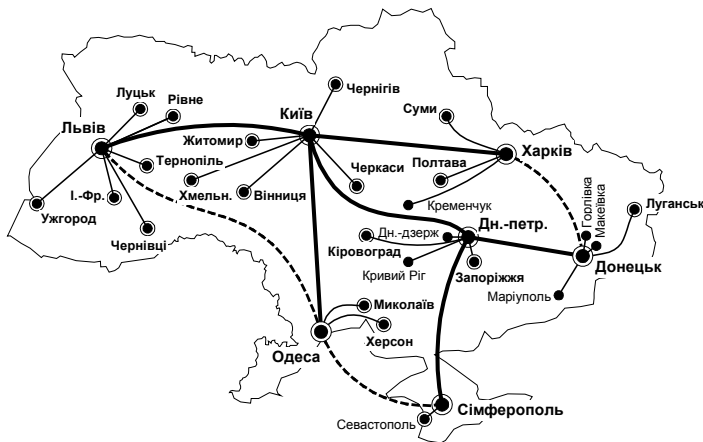 Чернігів
Луцьк
Рівне
Суми
Київ
Львів
Житомир
Харків
Тернопіль
Полтава
Черкаси
І.-Фр.
Хмельн.
Вінниця
Кременчук
Луганськ
Ужгород
Горлівка
Макеївка
Дн.-петр.
Чернівці
Дн.-дзерж
Кіровоград
Донецьк
Кривий Ріг
Запоріжжя
Маріуполь
Миколаїв
Херсон
Одеса
Сімферополь
Севастополь